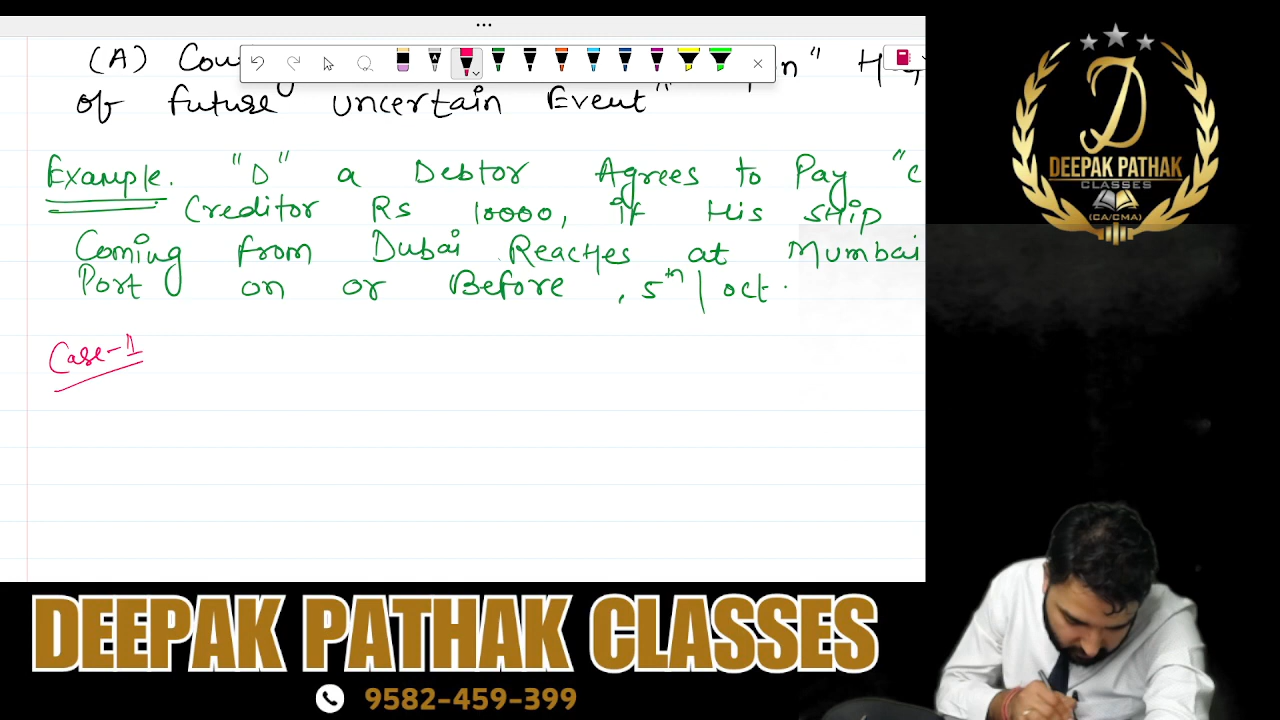 (A) Cou
of future uncertain Event"
Example. "D" a Debtor Agrees to Pay "C
Creditor Rs 10000, if His SHIP
Coming from Dubai Reaches at Mumbai
Port on or Before , 5th | oct.
Case-1
D
DEEPAK PATHAK
CLASSES
(CA/CMA)
DEEPAK PATHAK CLASSES
9582-459-399